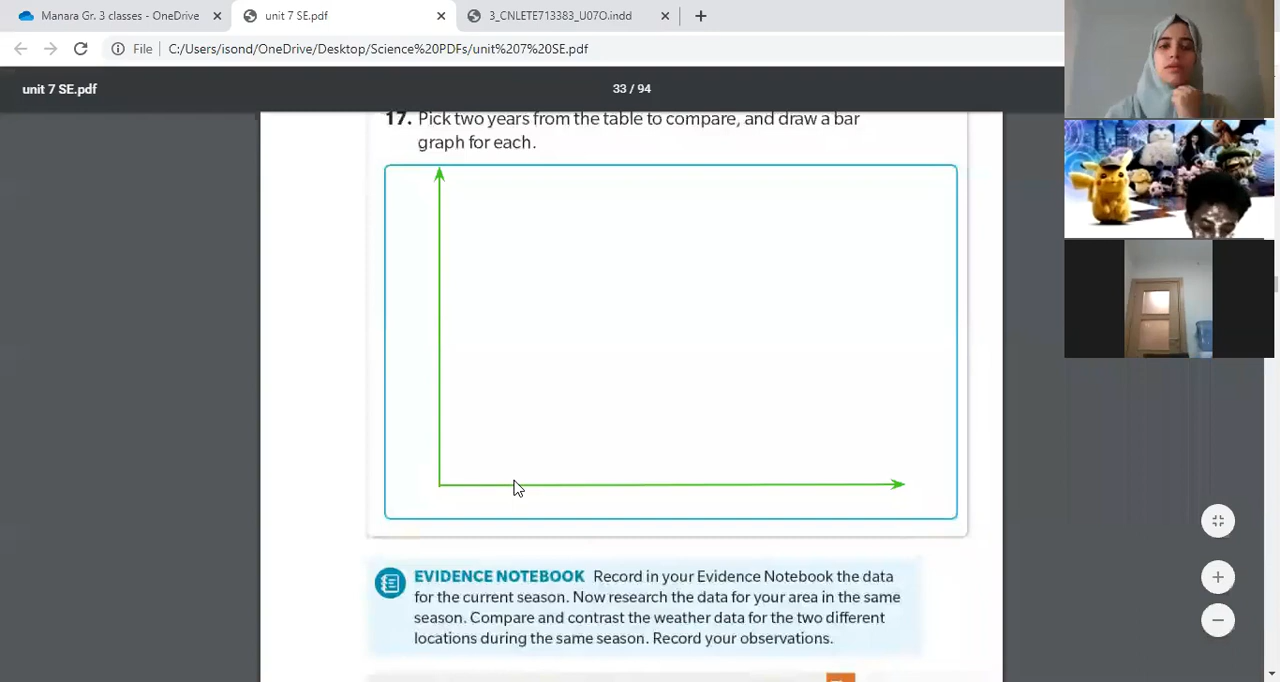 Manara Gr. 3 classes - OneDrive
unit 7 SE.pdf
3_CNLETE713383_U07O.indd
File
C:/Users/isond/OneDrive/Desktop/Science%20PDFs/unit%207%20SE.pdf
unit 7 SE.pdf
33 / 94
17. Pick two years from the table to compare, and draw a bar
graph for each.
EVIDENCE NOTEBOOK Record in your Evidence Notebook the data
for the current season. Now research the data for your area in the same
season. Compare and contrast the weather data for the two different
locations during the same season. Record your observations.